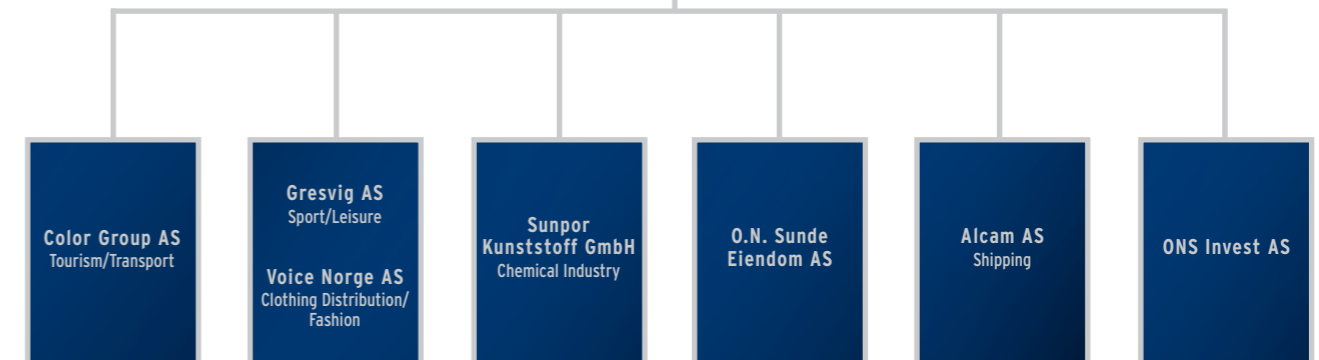 Color Group AS
Tourism/Transport
Gresvig AS
Sport/Leisure
Voice Norge AS
Clothing Distribution/
Fashion
Sunpor
Kunststoff GmbH
Chemical Industry
O.N. Sunde
Eiendom AS
Alcam AS
Shipping
ONS Invest AS